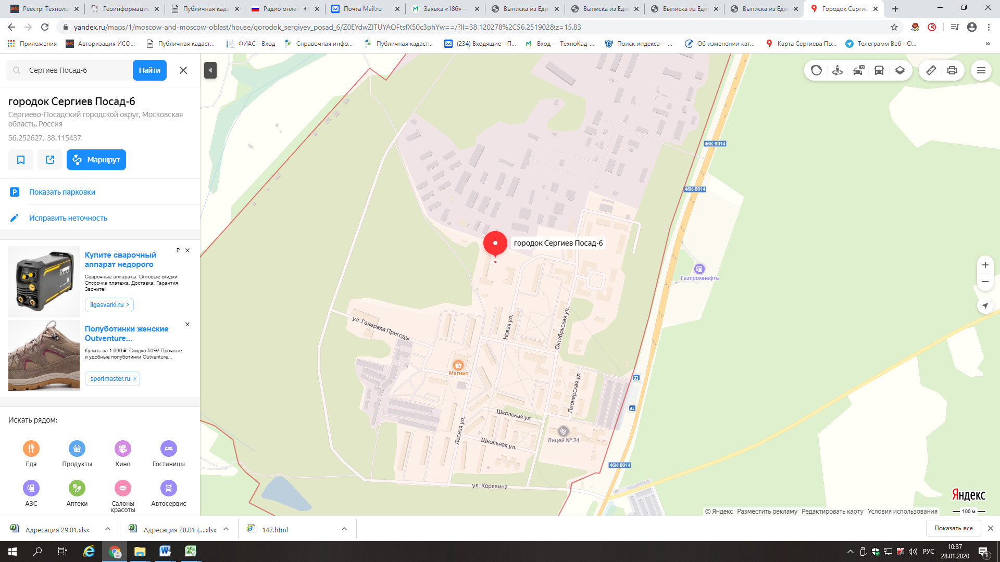 Реестр: Техноло
Геоинформацио
Публичная када
Радио онлай
Почта Mail.ru
Заявка «186» —
Выписка из Еди
Выписка из Еди
Выписка из Еди
Выписка из Еди
Городок Сергие
yandex.ru/maps/1/moscow-and-moscow-oblast/house/gorodok_sergiyev_posad_6/Z0EYdwZlTUYAQFtsfX50c3phYw==/?ll=38.120278%2C56.251902&z=15.83
Приложения
Авторизация ИСО...
Публичная кадаст...
ФИАС - Вход
Справочная инфо...
Публичная кадаст...
(234) Входящие - П...
Вход — ТехноКад-...
Поиск индекса —...
Об изменении кат...
Карта Сергиева По...
Телеграмм Веб - О...
Сергиев Посад-6
Найти
городок Сергиев Посад-6
Сергиево-Посадский городской округ, Московская
область, Россия
56.252627, 38.115437
Маршрут
Показать парковки
Исправить неточность
Купите сварочный
аппарат недорого
Сварочные аппараты. Оптовые скидки.
Отсрочка платежа. Доставка. Гарантия.
Звоните!
ligasvarki.ru
Полуботинки женские
Outventure...
Купить за 1 999 ₽. Скидка 50%! Прочные
и удобные полуботинки Outventure...
sportmaster.ru
Искать рядом:
Еда
Продукты
Кино
Гостиницы
АЗС
Аптеки
Салоны
красоты
Автосервис
46К-8014
46К-8014
городок Сергиев Посад-6
Газпромнефть
ул. Генерала Пригоды
Новая ул.
Октябрьская ул.
Магнит
Пионерская ул.
Школьная ул.
Лесная ул.
Школьная ул.
Лицей № 24
46К-8014
ул. Корявина
Яндекс
© Яндекс Разместить рекламу Редактировать карту Условия использования
100 м
Адресация 29.01.xlsx
Адресация 28.01 (....xlsx
147.html
Показать все
РУС
10:37
28.01.2020
1